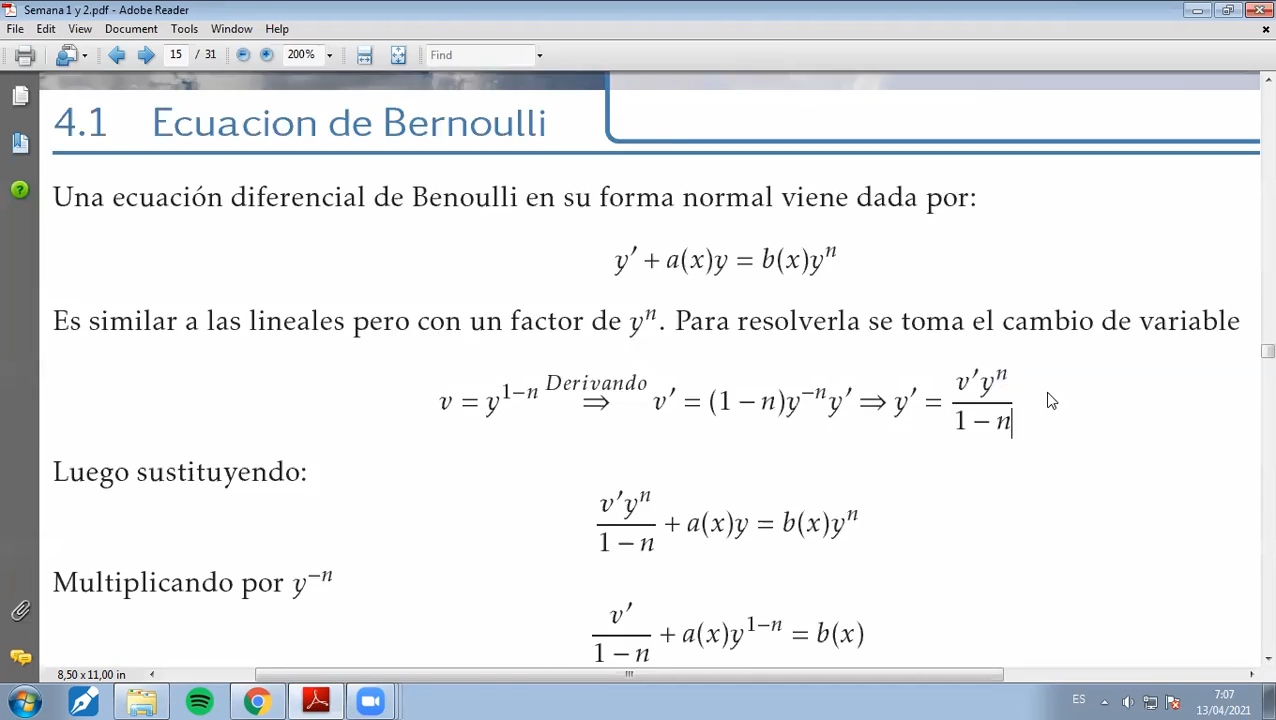 Semana 1 y 2.pdf - Adobe Reader
File Edit View Document Tools Window Help
15 / 31 200% Find
4.1 Ecuacion de Bernoulli
Una ecuación diferencial de Benoulli en su forma normal viene dada por:
y′ + a(x)y = b(x)yⁿ
Es similar a las lineales pero con un factor de yⁿ. Para resolverla se toma el cambio de variable
v = y¹⁻ⁿ Derivando ⇒ v′ = (1 − n)y⁻ⁿy′ ⇒ y′ = v′yⁿ / 1 − n
Luego sustituyendo:
v′yⁿ / 1 − n + a(x)y = b(x)yⁿ
Multiplicando por y⁻ⁿ
v′ / 1 − n + a(x)y¹⁻ⁿ = b(x)
8,50 x 11,00 in
ES 7:07
13/04/2021